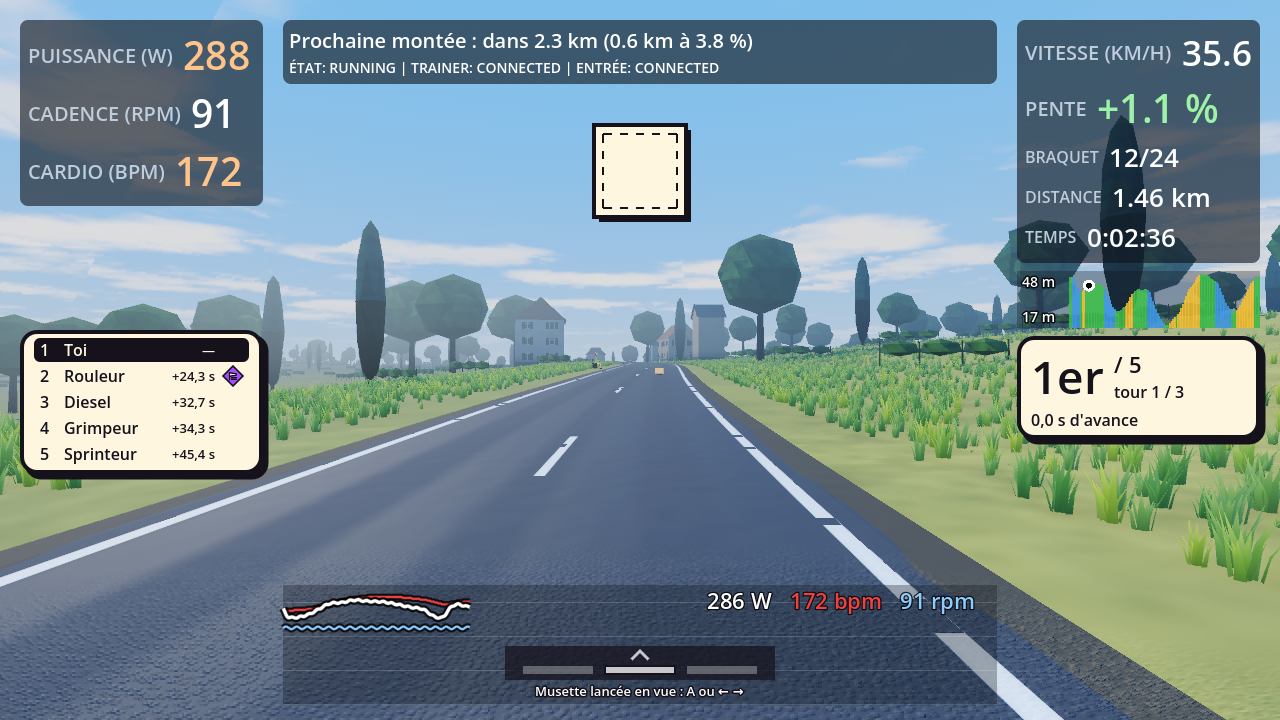 PUISSANCE (W) 288
CADENCE (RPM) 91
CARDIO (BPM) 172
Prochaine montée : dans 2.3 km (0.6 km à 3.8 %)
ÉTAT: RUNNING | TRAINER: CONNECTED | ENTRÉE: CONNECTED
VITESSE (KM/H) 35.6
PENTE +1.1 %
BRAQUET 12/24
DISTANCE 1.46 km
TEMPS 0:02:36
48 m
17 m
1 Toi —
2 Rouleur +24,3 s
3 Diesel +32,7 s
4 Grimpeur +34,3 s
5 Sprinteur +45,4 s
1er / 5
tour 1 / 3
0,0 s d'avance
286 W 172 bpm 91 rpm
Musette lancée en vue : A ou ← →